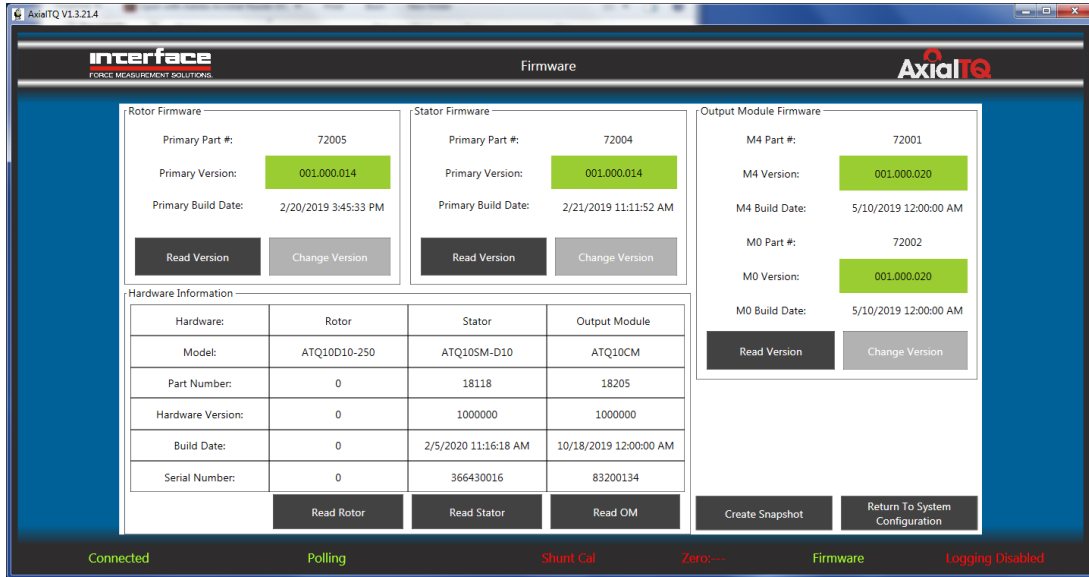 AxialTQ V1.3.21.4
interface
FORCE MEASUREMENT SOLUTIONS.
Firmware
AxialTQ
Rotor Firmware
Primary Part #: 72005
Primary Version: 001.000.014
Primary Build Date: 2/20/2019 3:45:33 PM
Read Version Change Version
Stator Firmware
Primary Part #: 72004
Primary Version: 001.000.014
Primary Build Date: 2/21/2019 11:11:52 AM
Read Version Change Version
Output Module Firmware
M4 Part #: 72001
M4 Version: 001.000.020
M4 Build Date: 5/10/2019 12:00:00 AM
M0 Part #: 72002
M0 Version: 001.000.020
M0 Build Date: 5/10/2019 12:00:00 AM
Read Version Change Version
Hardware Information
Hardware: Rotor Stator Output Module
Model: ATQ10D10-250 ATQ10SM-D10 ATQ10CM
Part Number: 0 18118 18205
Hardware Version: 0 1000000 1000000
Build Date: 0 2/5/2020 11:16:18 AM 10/18/2019 12:00:00 AM
Serial Number: 0 366430016 83200134
Read Rotor Read Stator Read OM
Create Snapshot
Return To System
Configuration
Connected Polling Shunt Cal Zero:--- Firmware Logging Disabled